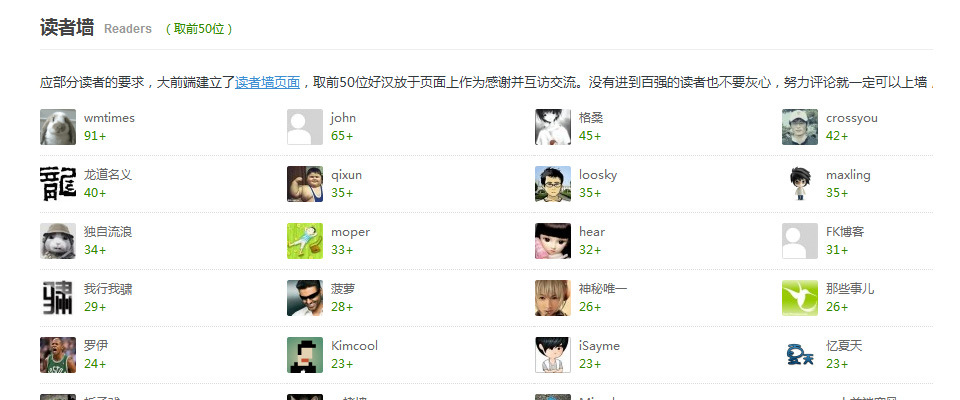 读者墙 Readers （取前50位）
应部分读者的要求，大前端建立了读者墙页面，取前50位好汉放于页面上作为感谢并互访交流。没有进到百强的读者也不要灰心，努力评论就一定可以上墙
wmtimes john 格桑 crossyou
91+ 65+ 45+ 42+
龙道名义 qixun loosky maxling
40+ 35+ 35+ 35+
独自流浪 moper hear FK博客
34+ 33+ 32+ 31+
我行我骕 菠萝 神秘唯一 那些事儿
29+ 28+ 26+ 26+
罗伊 Kimcool iSayme 忆夏天
24+ 23+ 23+ 23+